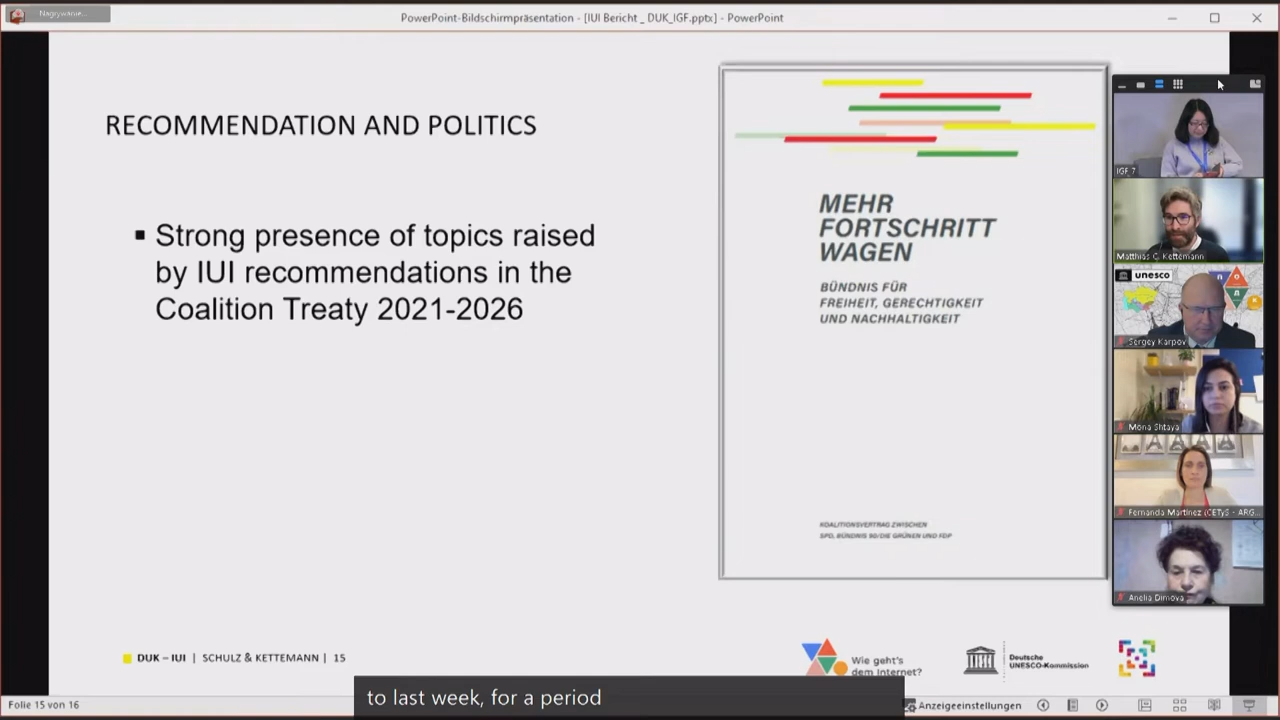 Nagrywanie...
PowerPoint-Bildschirmpräsentation - [IUI Bericht _ DUK_IGF.pptx] - PowerPoint
RECOMMENDATION AND POLITICS
▪ Strong presence of topics raised
by IUI recommendations in the
Coalition Treaty 2021-2026
MEHR
FORTSCHRITT
WAGEN
BÜNDNIS FÜR
FREIHEIT, GERECHTIGKEIT
UND NACHHALTIGKEIT
KOALITIONSVERTRAG ZWISCHEN
SPD, BÜNDNIS 90/DIE GRÜNEN UND FDP
IGF 7
Matthias C. Kettemann
unesco
Sergey Karpov
Mona Shtaya
Fernanda Martinez (CETyS - ARG...
Anelia Dimova
DUK – IUI | SCHULZ & KETTEMANN | 15
Wie geht's
dem Internet?
Deutsche
UNESCO-Kommission
to last week, for a period
Folie 15 von 16
Anzeigeeinstellungen